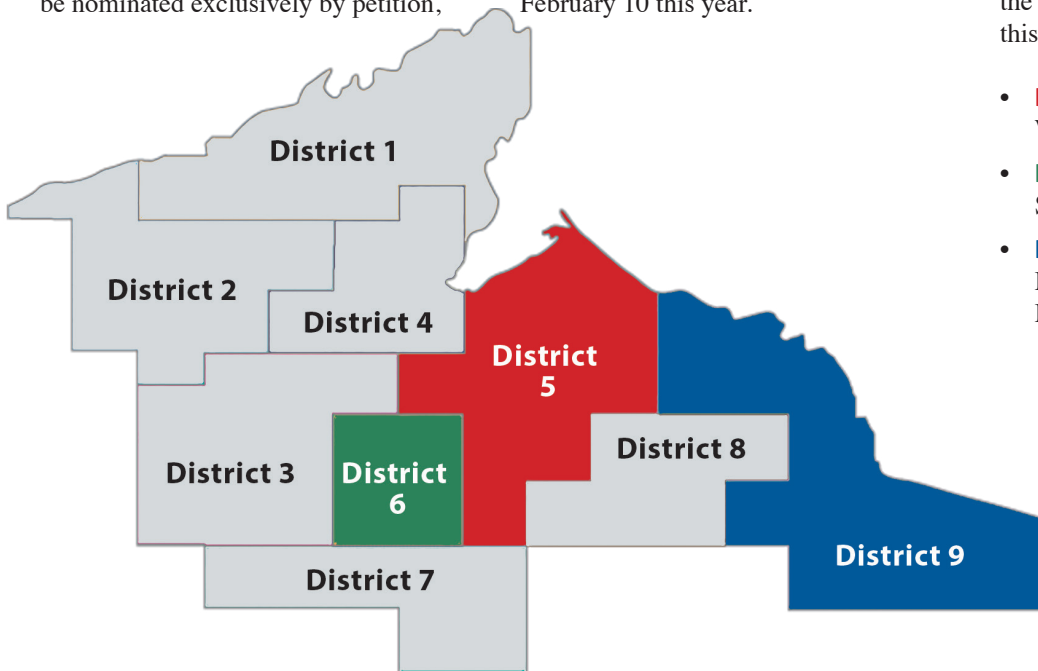 be nominated exclusively by petition,
February 10 this year.
the
this
•
•
•
District 1
District 2
District 4
District
5
District 8
District 3
District
6
District 9
District 7